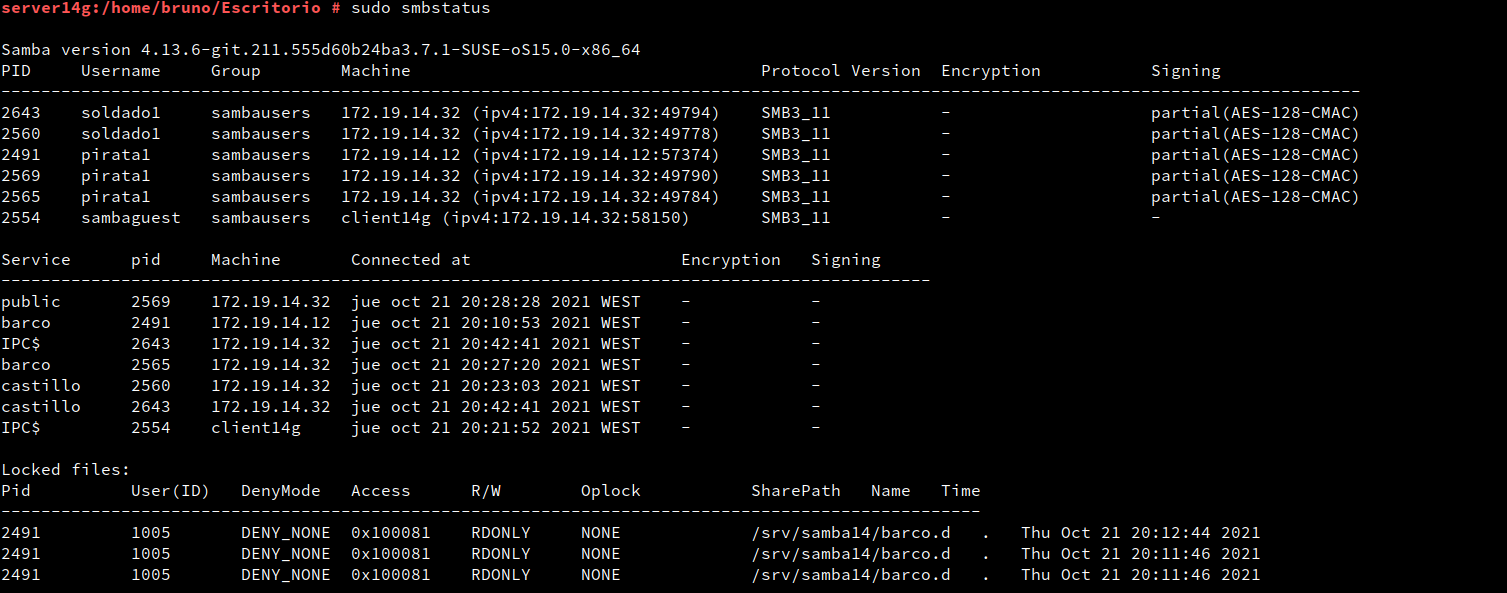 server14g:/home/bruno/Escritorio # sudo smbstatus
Samba version 4.13.6-git.211.555d60b24ba3.7.1-SUSE-oS15.0-x86_64
PID     Username     Group        Machine                                   Protocol Version  Encryption           Signing
----------------------------------------------------------------------------------------------------------------------------------------
2643    soldado1     sambausers   172.19.14.32 (ipv4:172.19.14.32:49794)    SMB3_11           -                    partial(AES-128-CMAC)
2560    soldado1     sambausers   172.19.14.32 (ipv4:172.19.14.32:49778)    SMB3_11           -                    partial(AES-128-CMAC)
2491    pirata1      sambausers   172.19.14.12 (ipv4:172.19.14.12:57374)    SMB3_11           -                    partial(AES-128-CMAC)
2569    pirata1      sambausers   172.19.14.32 (ipv4:172.19.14.32:49790)    SMB3_11           -                    partial(AES-128-CMAC)
2565    pirata1      sambausers   172.19.14.32 (ipv4:172.19.14.32:49784)    SMB3_11           -                    partial(AES-128-CMAC)
2554    sambaguest   sambausers   client14g (ipv4:172.19.14.32:58150)       SMB3_11           -                    -
Service      pid     Machine       Connected at                     Encryption   Signing
---------------------------------------------------------------------------------------------
public       2569    172.19.14.32  jue oct 21 20:28:28 2021 WEST    -            -
barco        2491    172.19.14.12  jue oct 21 20:10:53 2021 WEST    -            -
IPC$         2643    172.19.14.32  jue oct 21 20:42:41 2021 WEST    -            -
barco        2565    172.19.14.32  jue oct 21 20:27:20 2021 WEST    -            -
castillo     2560    172.19.14.32  jue oct 21 20:23:03 2021 WEST    -            -
castillo     2643    172.19.14.32  jue oct 21 20:42:41 2021 WEST    -            -
IPC$         2554    client14g     jue oct 21 20:21:52 2021 WEST    -            -
Locked files:
Pid          User(ID)   DenyMode   Access      R/W        Oplock           SharePath   Name   Time
--------------------------------------------------------------------------------------------------
2491         1005       DENY_NONE  0x100081    RDONLY     NONE             /srv/samba14/barco.d   .   Thu Oct 21 20:12:44 2021
2491         1005       DENY_NONE  0x100081    RDONLY     NONE             /srv/samba14/barco.d   .   Thu Oct 21 20:11:46 2021
2491         1005       DENY_NONE  0x100081    RDONLY     NONE             /srv/samba14/barco.d   .   Thu Oct 21 20:11:46 2021